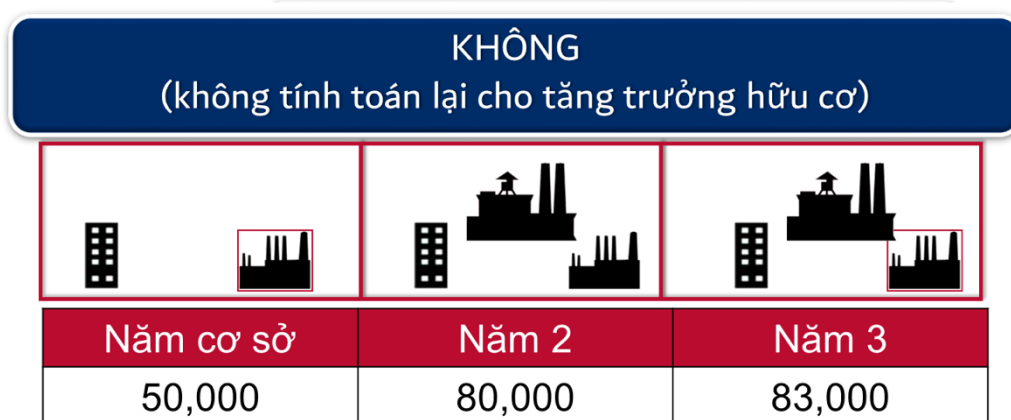 KHÔNG
(không tính toán lại cho tăng trưởng hữu cơ)
Năm cơ sở Năm 2 Năm 3
50,000 80,000 83,000